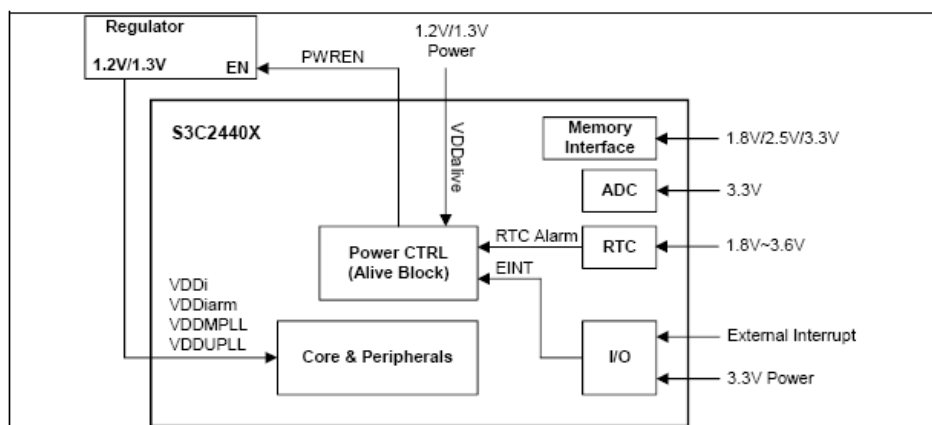 Regulator
1.2V/1.3V
EN
PWREN
1.2V/1.3V
Power
S3C2440X
VDDalive
Memory
Interface
1.8V/2.5V/3.3V
ADC
3.3V
Power CTRL
(Alive Block)
RTC Alarm
RTC
1.8V~3.6V
EINT
VDDi
VDDiarm
VDDMPLL
VDDUPLL
Core & Peripherals
I/O
External Interrupt
3.3V Power